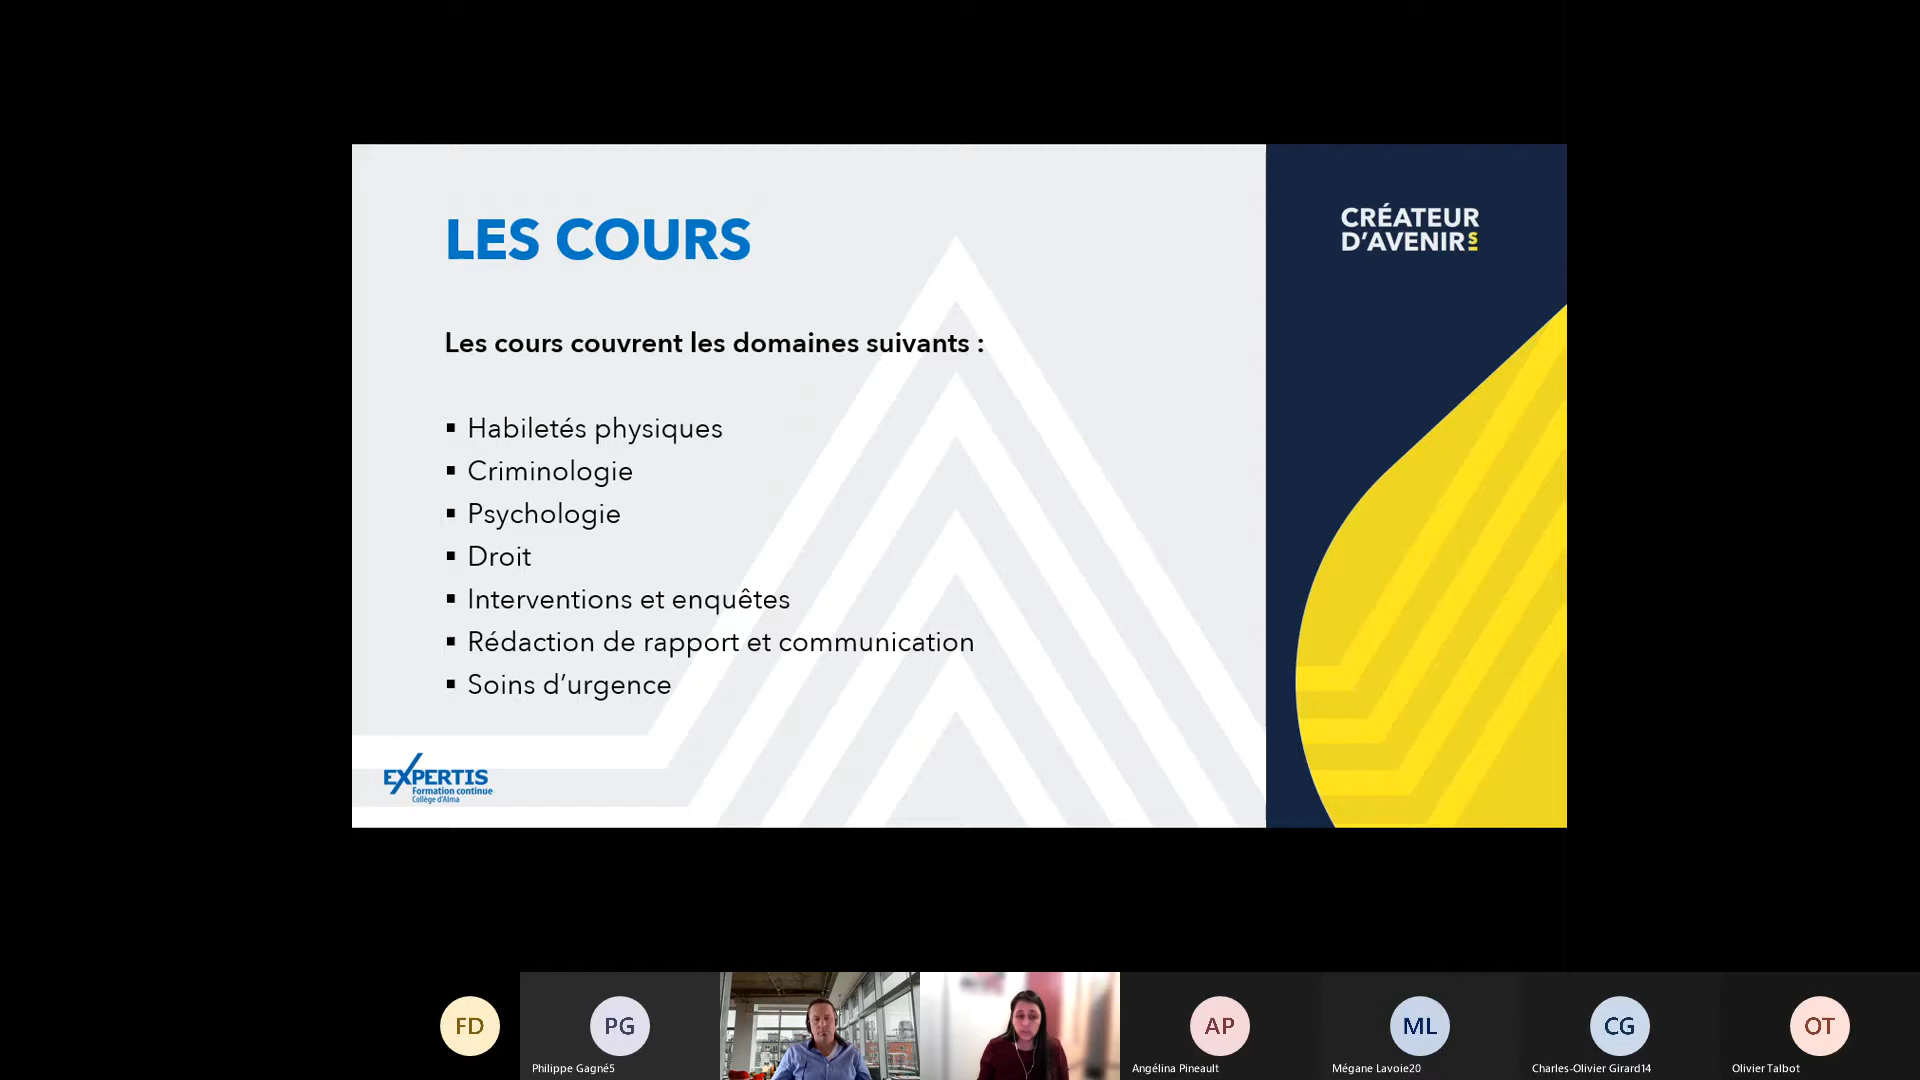 LES COURS
CRÉATEUR
D'AVENIRS
Les cours couvrent les domaines suivants :
▪ Habiletés physiques
▪ Criminologie
▪ Psychologie
▪ Droit
▪ Interventions et enquêtes
▪ Rédaction de rapport et communication
▪ Soins d'urgence
EXPERTIS
Formation continue
Collège d'Alma
FD
PG
AP
ML
CG
OT
Philippe Gagné5
Angélina Pineault
Mégane Lavoie20
Charles-Olivier Girard14
Olivier Talbot